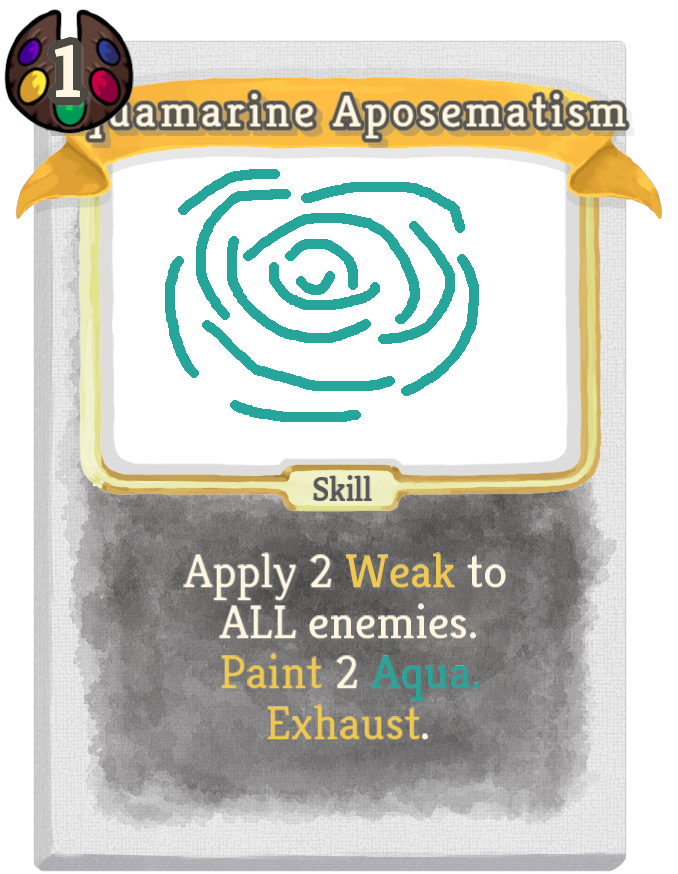 1
quamarine Aposematism
Skill
Apply 2 Weak to
ALL enemies.
Paint 2 Aqua.
Exhaust.